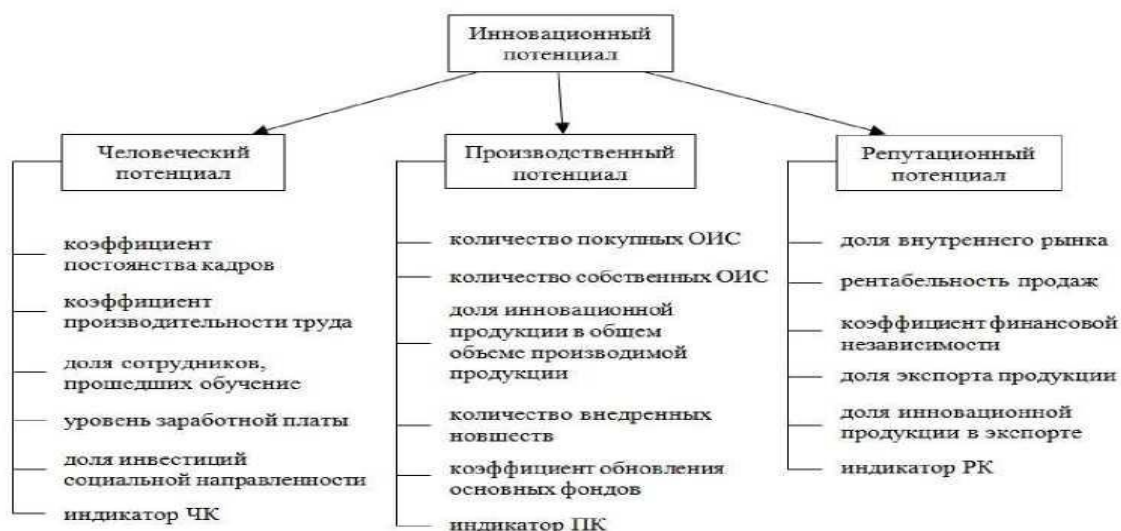 Инновационный
потенциал
Человеческий
потенциал
коэффициент
постоянства кадров
коэффициент
производительности труда
доля сотрудников,
прошедших обучение
уровень заработной платы
доля инвестиций
социальной направленности
индикатор ЧК
Производственный
потенциал
количество покупных ОИС
количество собственных ОИС
доля инновационной
продукции в общем
объеме производимой
продукции
количество внедренных
новшеств
коэффициент обновления
основных фондов
индикатор ПК
Репутационный
потенциал
доля внутреннего рынка
рентабельность продаж
коэффициент финансовой
независимости
доля экспорта продукции
доля инновационной
продукции в экспорте
индикатор РК